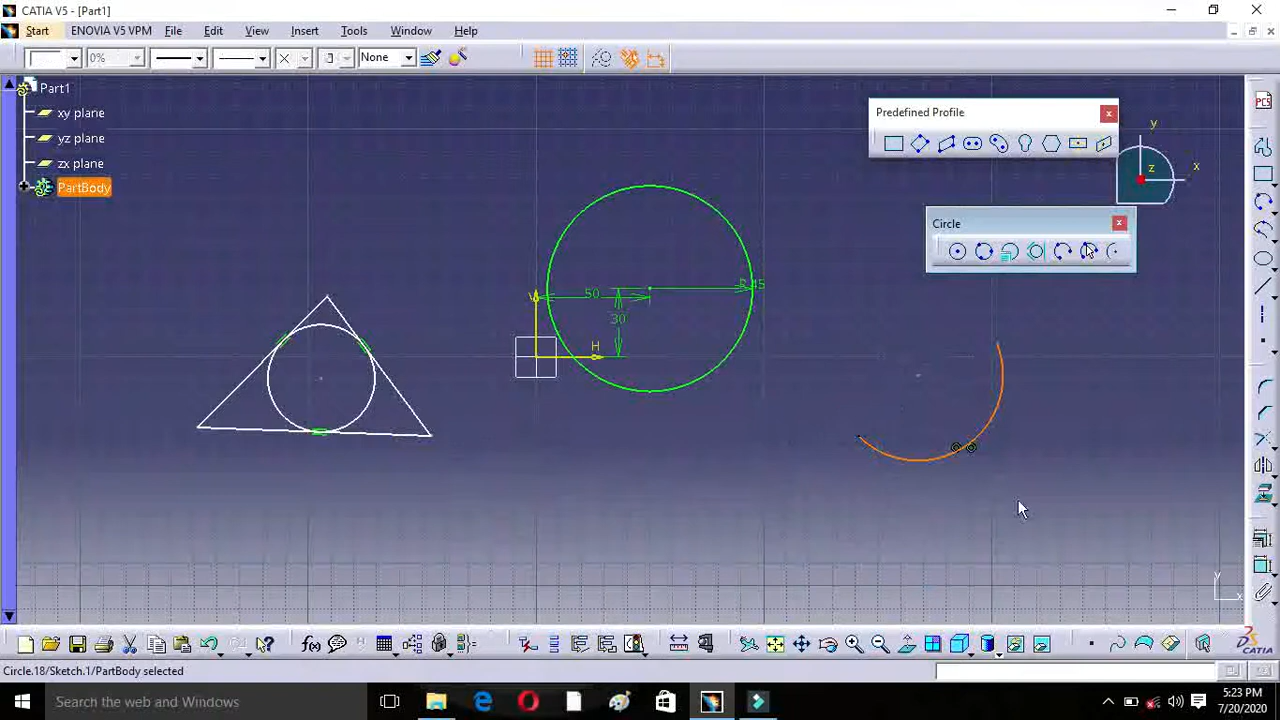 CATIA V5 - [Part1]
Start ENOVIA V5 VPM File Edit View Insert Tools Window Help
0% None
Part1
xy plane
yz plane
zx plane
PartBody
Predefined Profile
y
x
z
Circle
50
30
R 45
V
H
y
x
f(x)
CATIA
Circle.18/Sketch.1/PartBody selected
Search the web and Windows
5:23 PM
7/20/2020